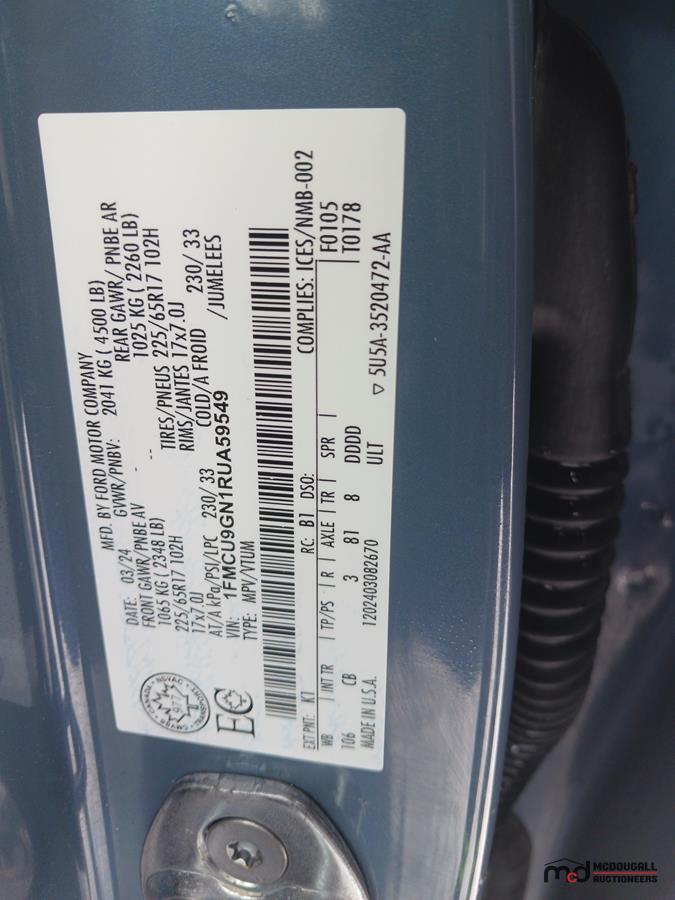 MFD. BY FORD MOTOR COMPANY
DATE: 03/24 GVWR/PNBV: 2041 KG ( 4500 LB)
FRONT GAWR/PNBE AV REAR GAWR/ PNBE AR
1065 KG ( 2348 LB) 1025 KG ( 2260 LB)
225/65R17 102H -- TIRES/PNEUS 225/65R17 102H
17x7.0J -- RIMS/JANTES 17x7.0J
AT/A kPa/PSI/LPC 230/ 33 COLD/A FROID 230/ 33
VIN: 1FMCU9GN1RUA59549 /JUMELEES
TYPE: MPV/VTUM
EC
EXT PNT: K1 RC: B1 DSO: COMPLIES: ICES/NMB-002
WB | INT TR | TP/PS | R | AXLE | TR | SPR | F0105
106 CB 3 81 8 DDDD T0178
MADE IN U.S.A. 1202403082670 ULT
▽ 5U5A-3520472-AA
CANADA
977
mcd MCDOUGALL
AUCTIONEERS